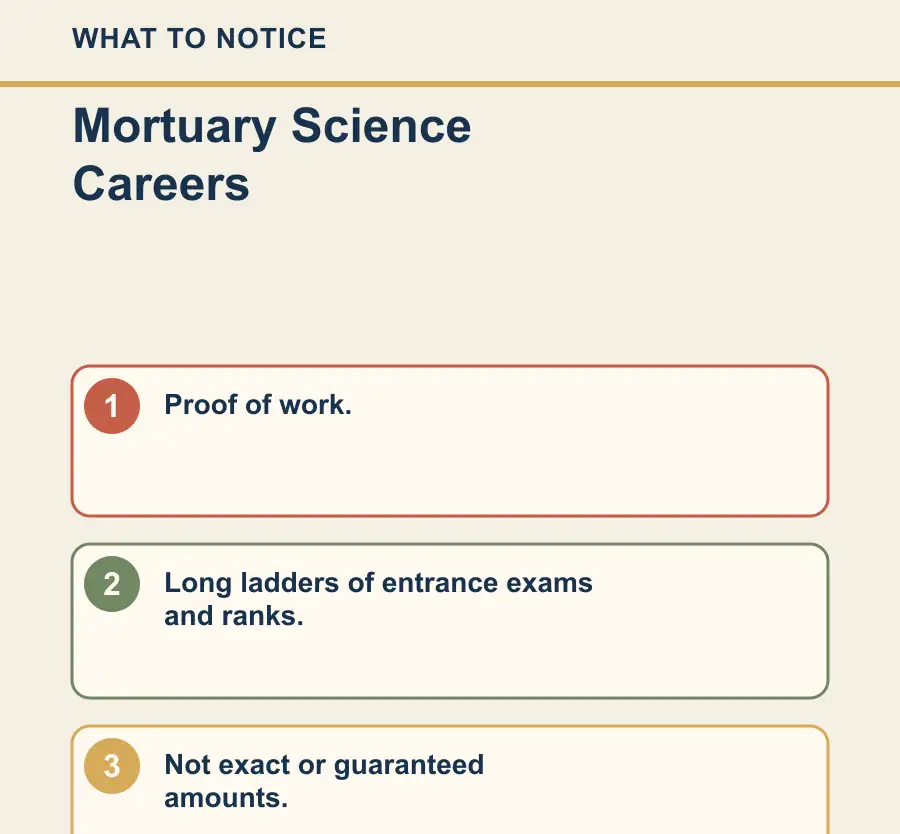 WHAT TO NOTICE
Mortuary Science
Careers
1
Proof of work.
2
Long ladders of entrance exams
and ranks.
3
Not exact or guaranteed
amounts.